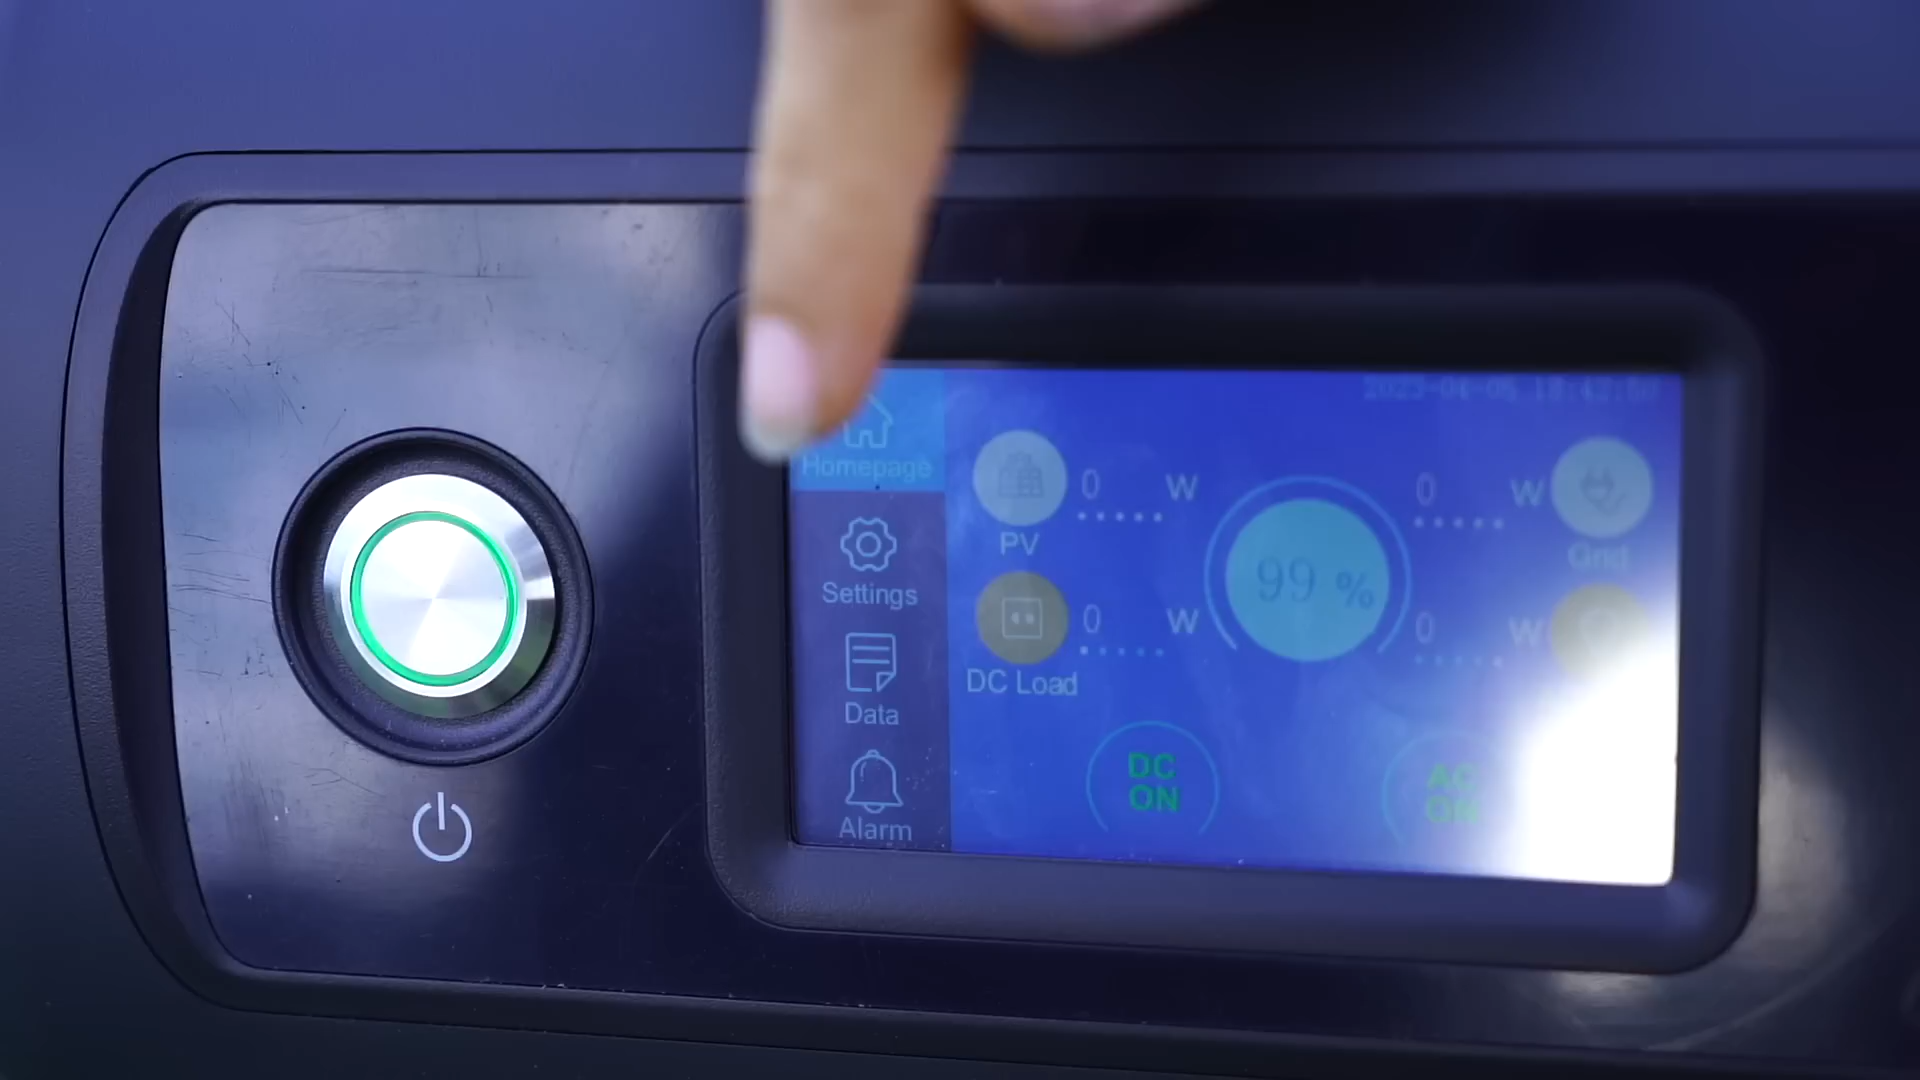 Homepage
Settings
Data
Alarm
0 W
PV
0 W
DC Load
99 %
0 W
Grid
0 W
DC
ON
AC
ON